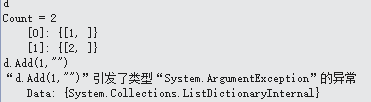 d
Count = 2
[0]: {[1, ]}
[1]: {[2, ]}
d.Add(1,"")
“d.Add(1,"")”引发了类型“System.ArgumentException”的异常
Data: {System.Collections.ListDictionaryInternal}